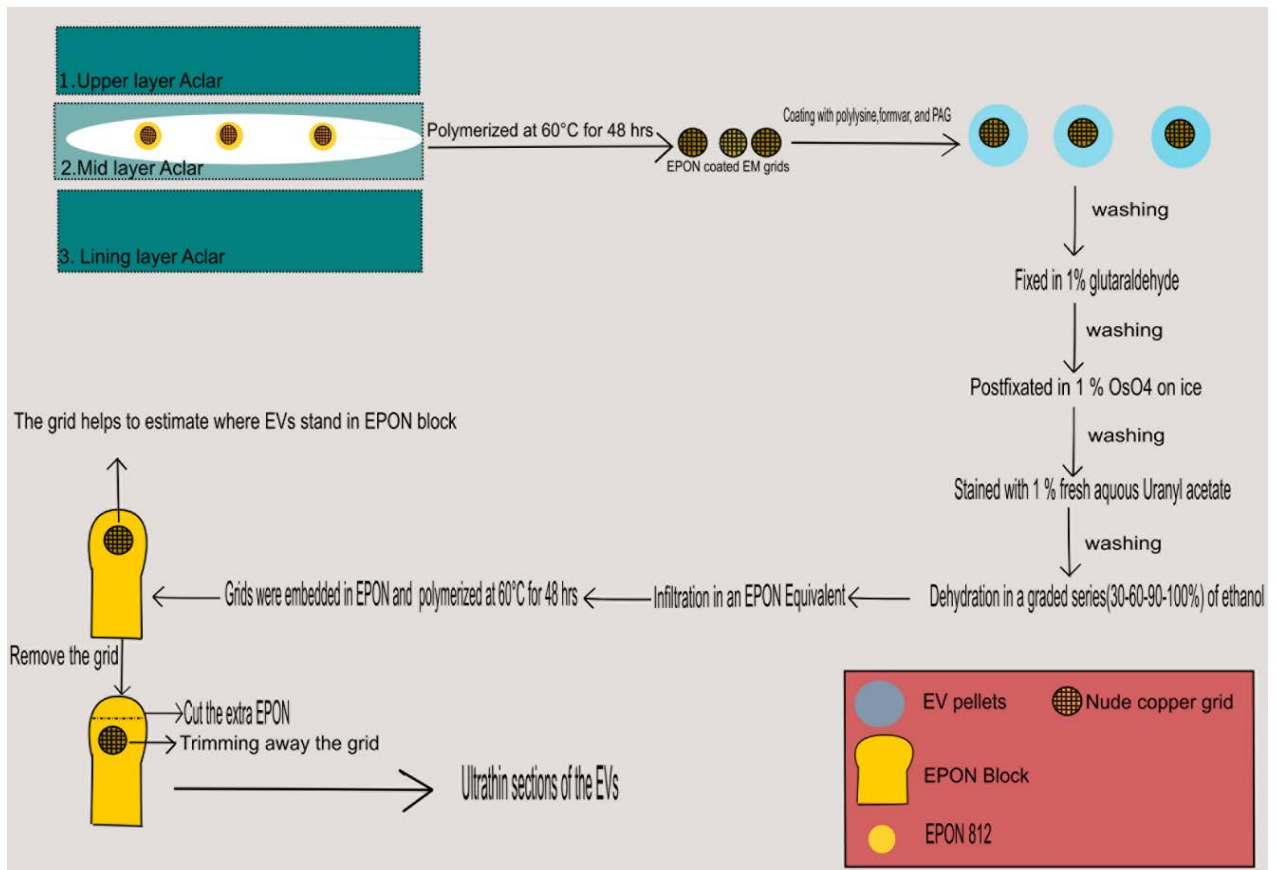 1.Upper layer Aclar
2.Mid layer Aclar
3. Lining layer Aclar
Polymerized at 60°C for 48 hrs
EPON coated EM grids
Coating with polylysine,formvar, and PAG
washing
Fixed in 1% glutaraldehyde
washing
Postfixated in 1 % OsO4 on ice
washing
Stained with 1 % fresh aquous Uranyl acetate
washing
Dehydration in a graded series(30-60-90-100%) of ethanol
Infiltration in an EPON Equivalent
Grids were embedded in EPON and polymerized at 60°C for 48 hrs
The grid helps to estimate where EVs stand in EPON block
Remove the grid
Cut the extra EPON
Trimming away the grid
Ultrathin sections of the EVs
EV pellets
Nude copper grid
EPON Block
EPON 812